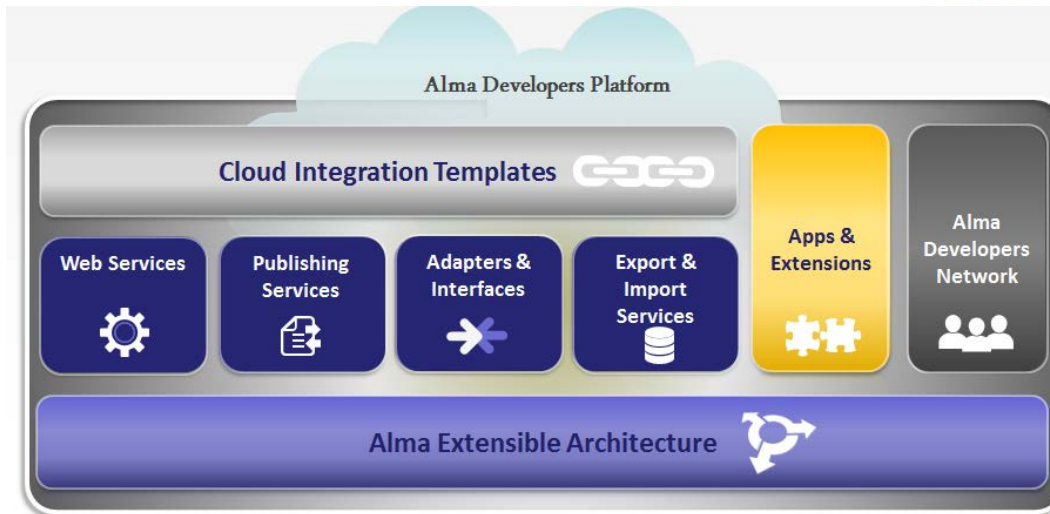 Alma Developers Platform
Cloud Integration Templates
Web Services
Publishing
Services
Adapters &
Interfaces
Export &
Import
Services
Apps &
Extensions
Alma
Developers
Network
Alma Extensible Architecture